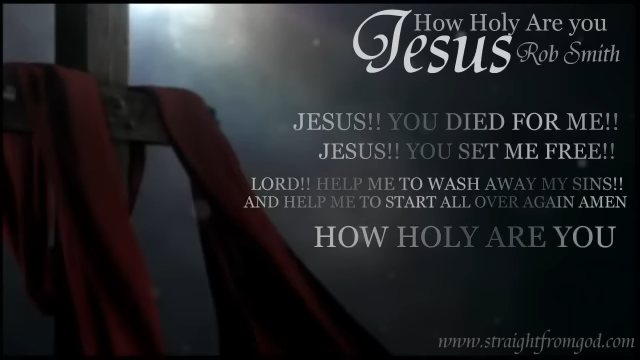 How Holy Are you
Jesus
Rob Smith
JESUS!! YOU DIED FOR ME!!
JESUS!! YOU SET ME FREE!!
LORD!! HELP ME TO WASH AWAY MY SINS!!
AND HELP ME TO START ALL OVER AGAIN AMEN
HOW HOLY ARE YOU
www.straightfromgod.com